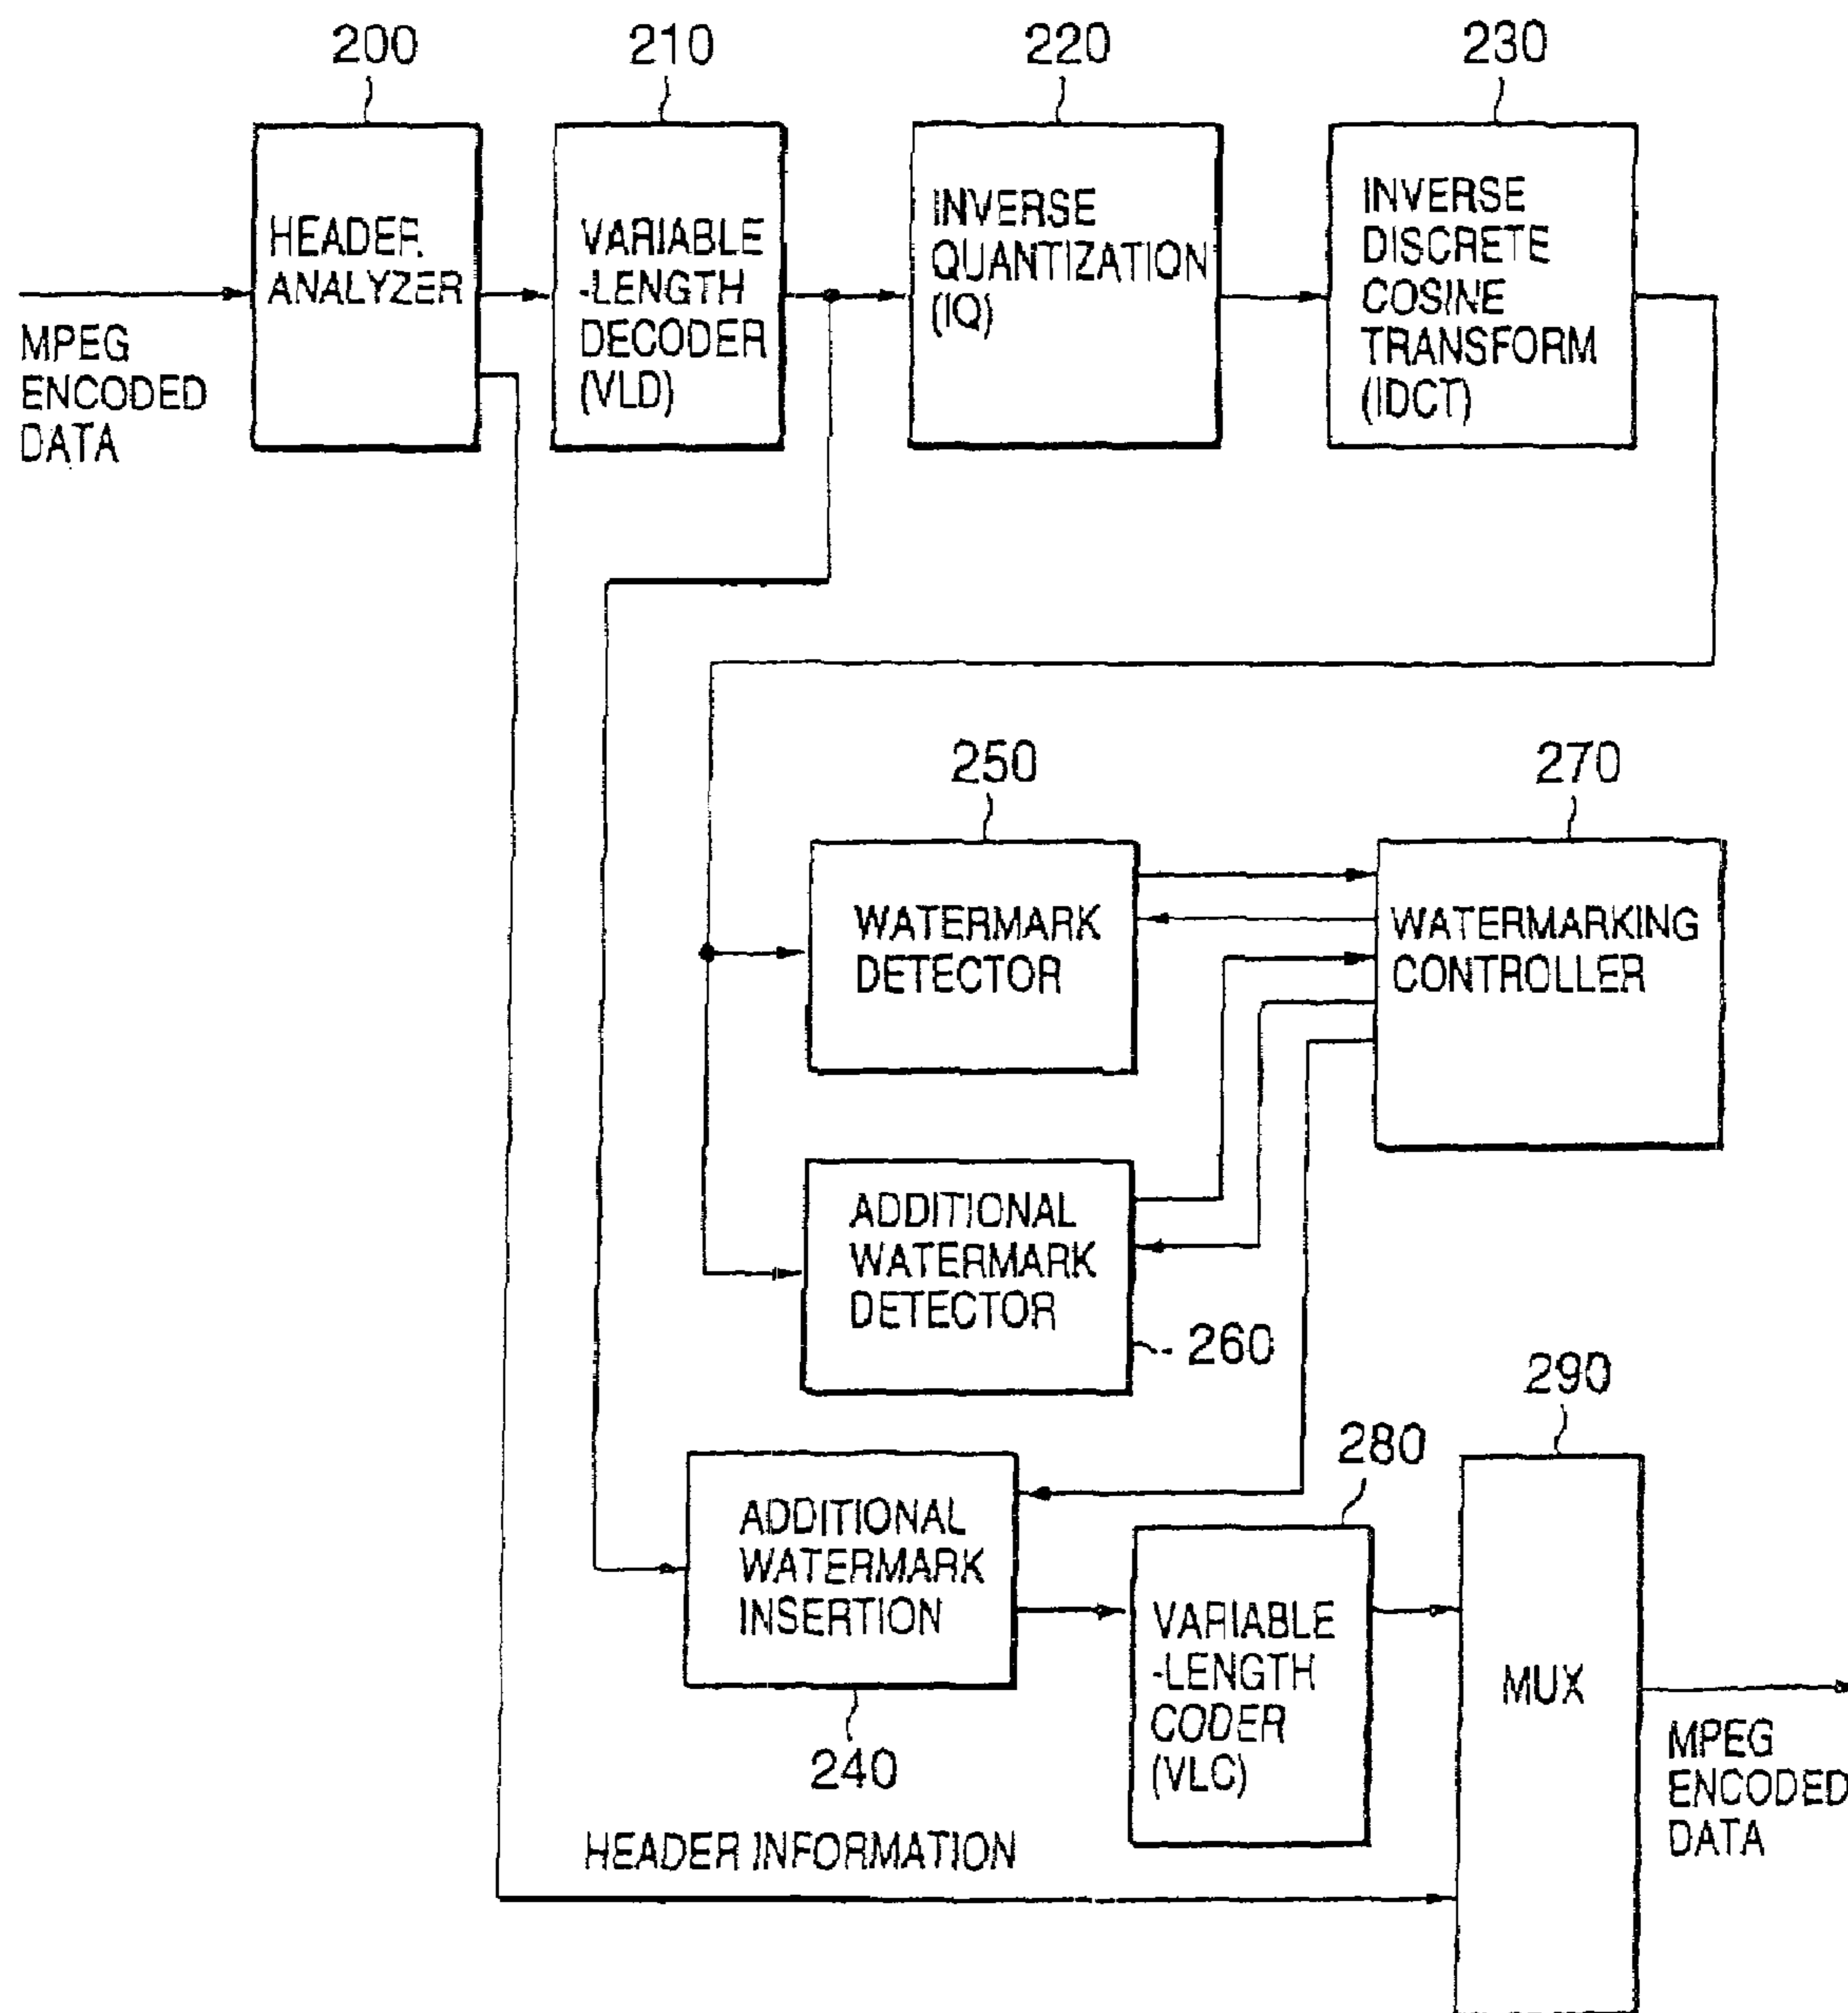 200
210
220
230
HEADER
ANALYZER
VARIABLE
-LENGTH
DECODER
(VLD)
INVERSE
QUANTIZATION
(IQ)
INVERSE
DISCRETE
COSINE
TRANSFORM
(IDCT)
MPEG
ENCODED
DATA
250
270
WATERMARK
DETECTOR
WATERMARKING
CONTROLLER
ADDITIONAL
WATERMARK
DETECTOR
260
290
280
ADDITIONAL
WATERMARK
INSERTION
240
VARIABLE
-LENGTH
CODER
(VLC)
MUX
MPEG
ENCODED
DATA
HEADER INFORMATION